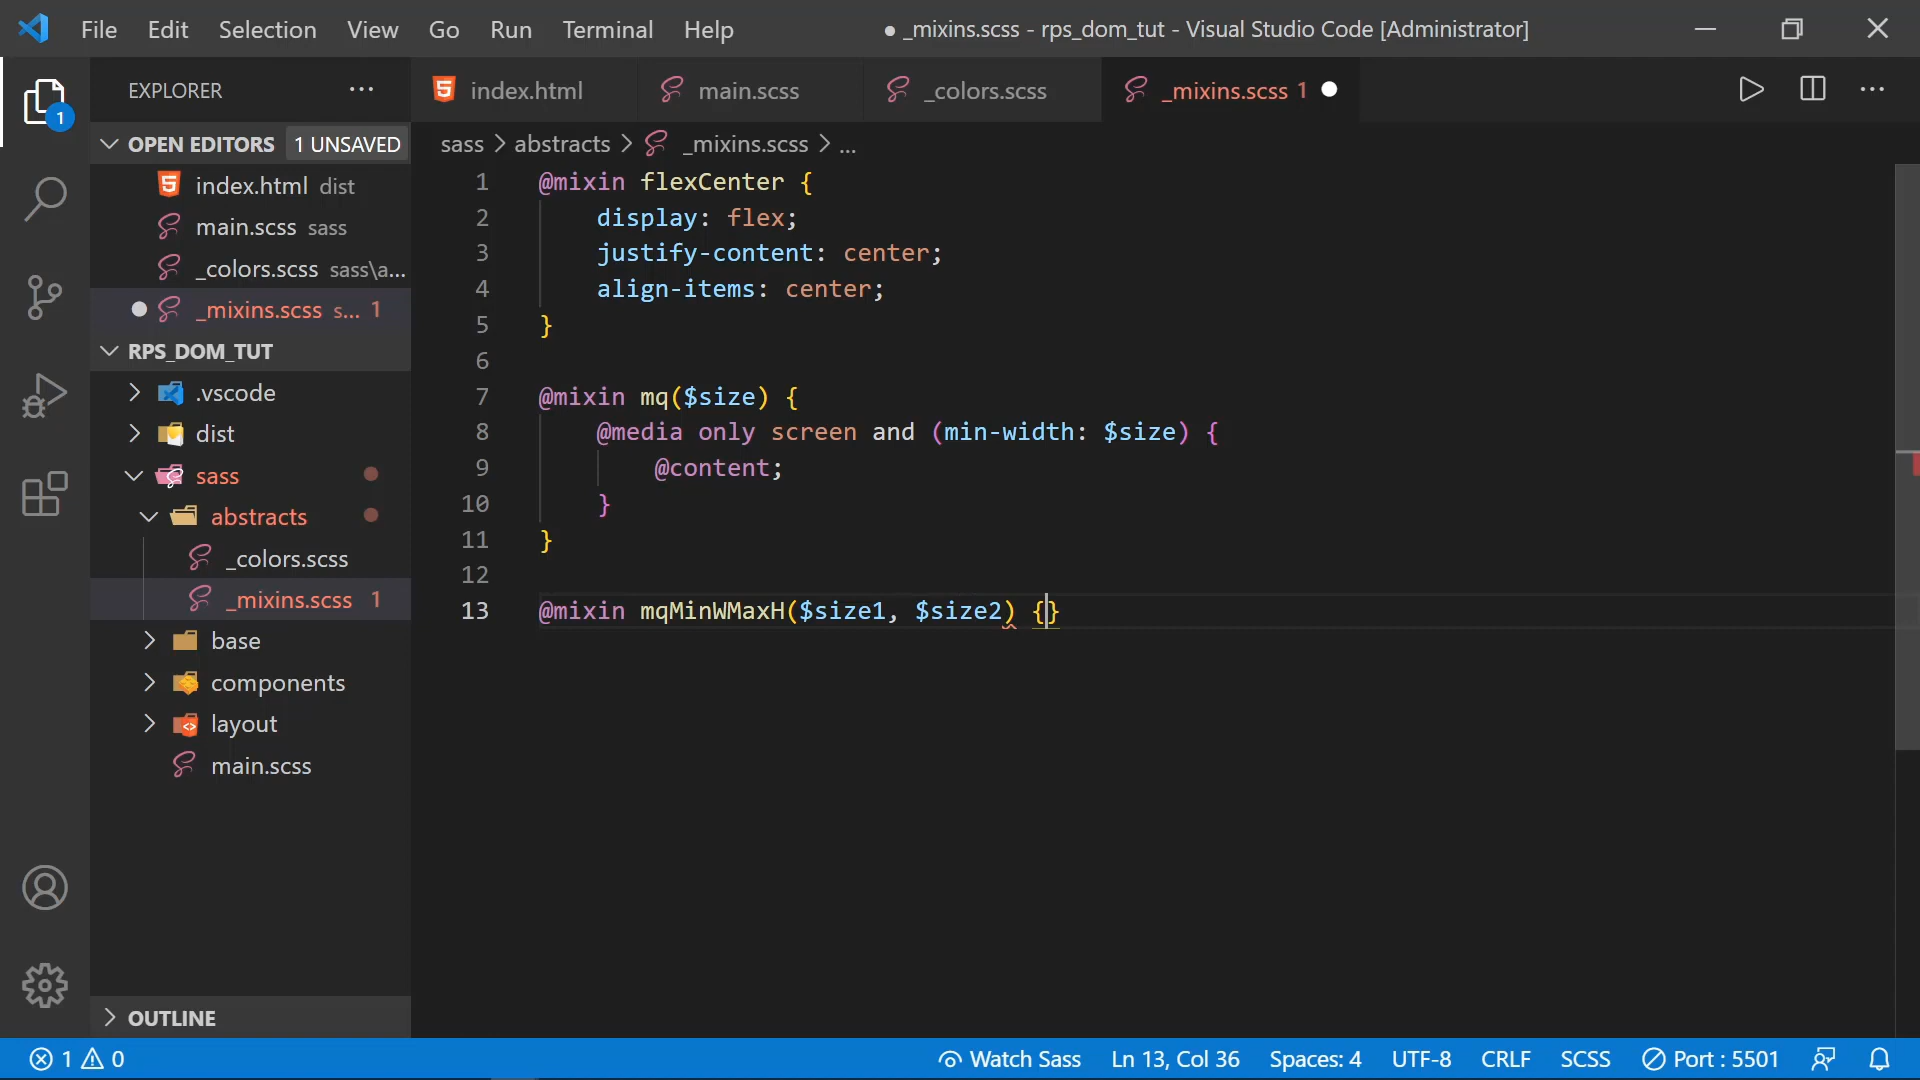 File Edit Selection View Go Run Terminal Help
● _mixins.scss - rps_dom_tut - Visual Studio Code [Administrator]
1
EXPLORER ...
OPEN EDITORS 1 UNSAVED
index.html dist
main.scss sass
_colors.scss sass\a...
_mixins.scss s... 1
RPS_DOM_TUT
.vscode
dist
sass
abstracts
_colors.scss
_mixins.scss 1
base
components
layout
main.scss
OUTLINE
index.html main.scss _colors.scss _mixins.scss 1
sass > abstracts > _mixins.scss > ...
1 @mixin flexCenter {
2 display: flex;
3 justify-content: center;
4 align-items: center;
5 }
6
7 @mixin mq($size) {
8 @media only screen and (min-width: $size) {
9 @content;
10 }
11 }
12
13 @mixin mqMinWMaxH($size1, $size2) {}
1 0 Watch Sass Ln 13, Col 36 Spaces: 4 UTF-8 CRLF SCSS Port : 5501